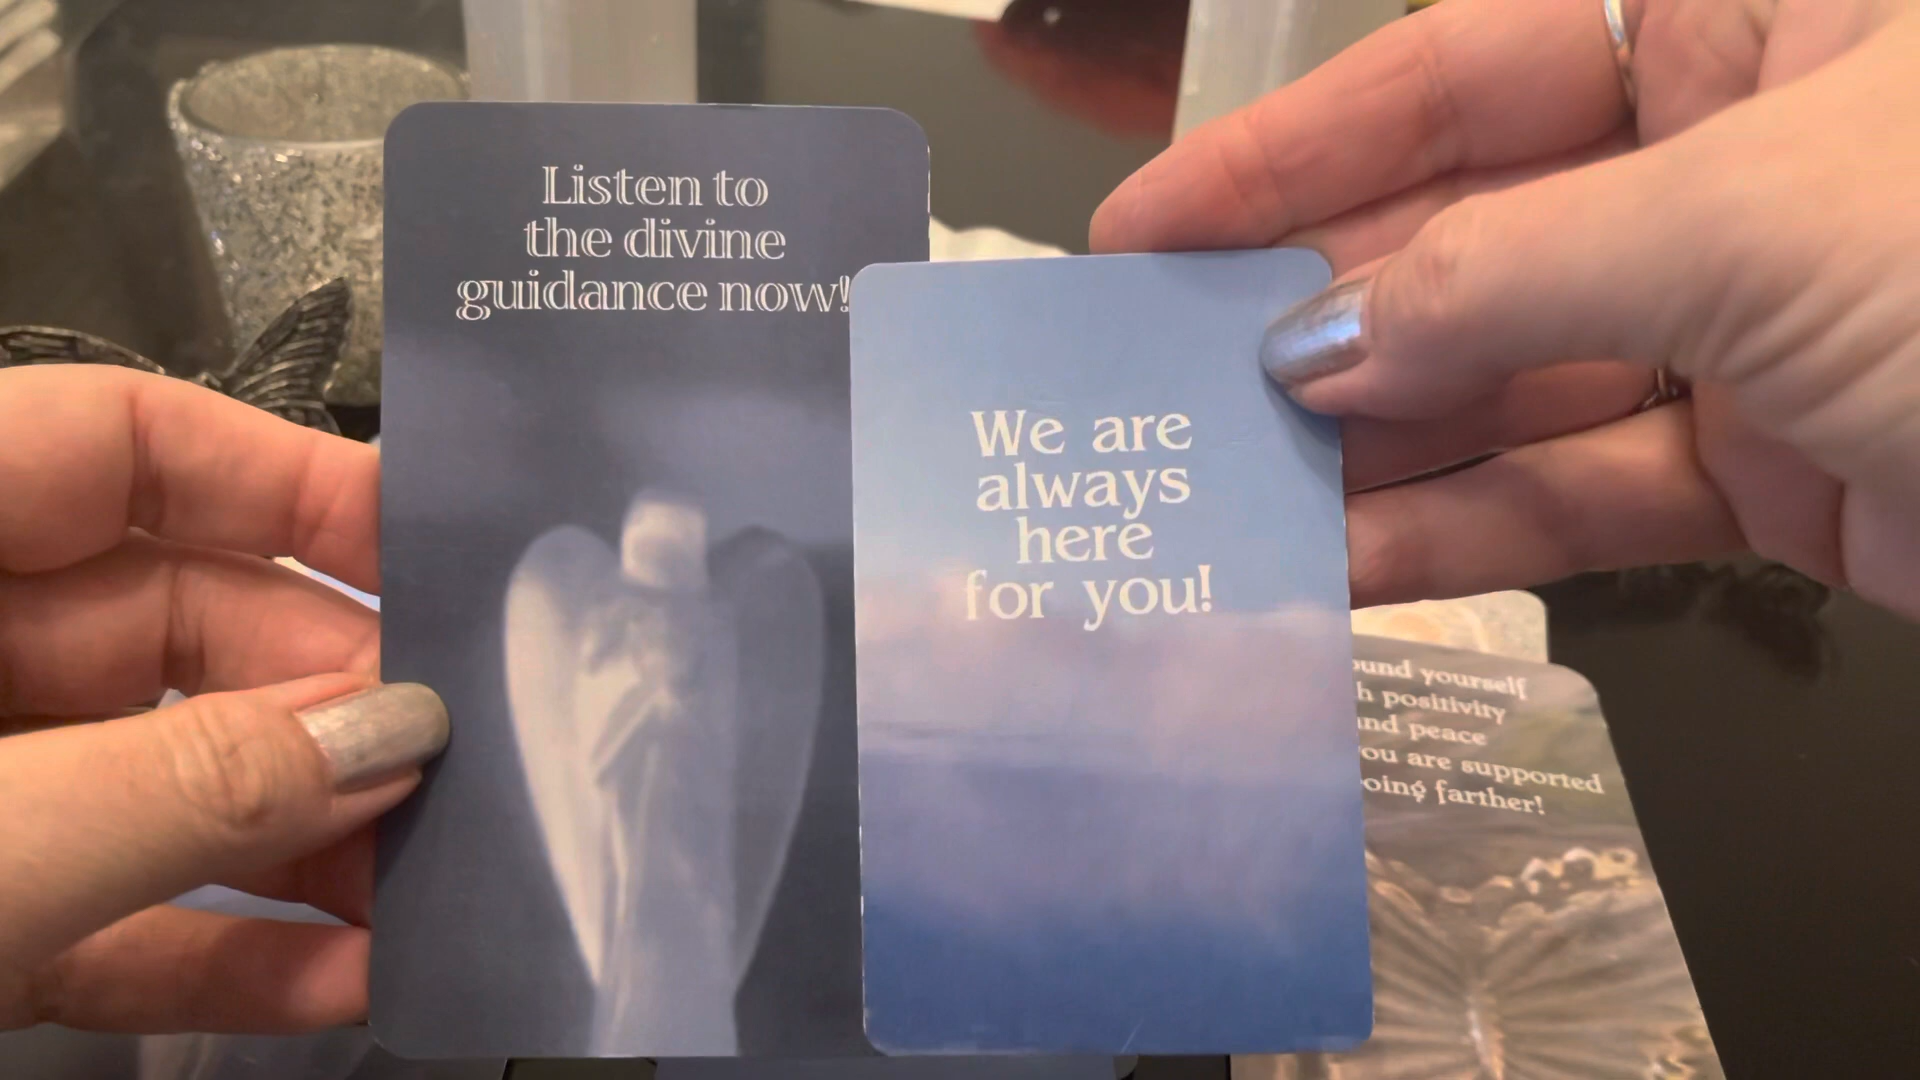 Listen to
the divine
guidance now!
We are
always
here
for you!
yourself
positivity
peace
are supported
farther!